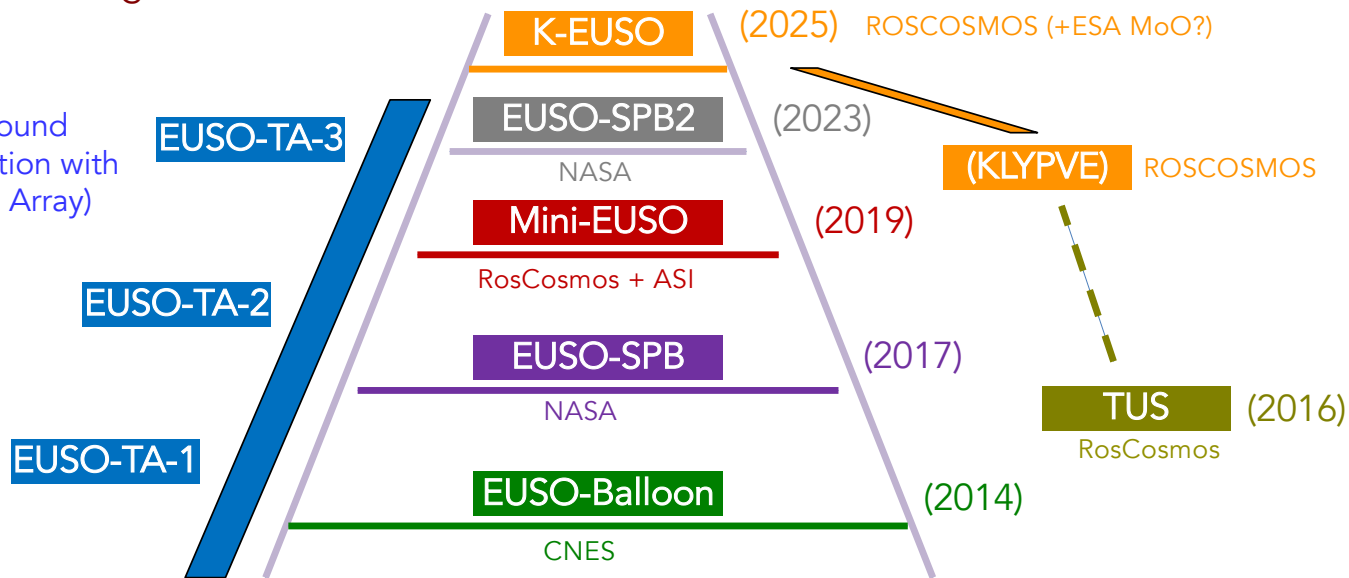 K-EUSO
(2025)
ROSCOSMOS (+ESA MoO?)
EUSO-TA-3
EUSO-SPB2
(2023)
NASA
with
Array)
(KLYPVE)
ROSCOSMOS
Mini-EUSO
(2019)
RosCosmos + ASI
EUSO-TA-2
EUSO-SPB
(2017)
NASA
TUS
(2016)
RosCosmos
EUSO-TA-1
EUSO-Balloon
(2014)
CNES